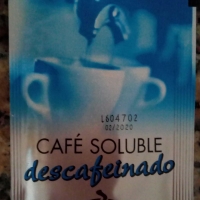 L604702
02/2020
CAFÉ SOLUBLE
descafeinado